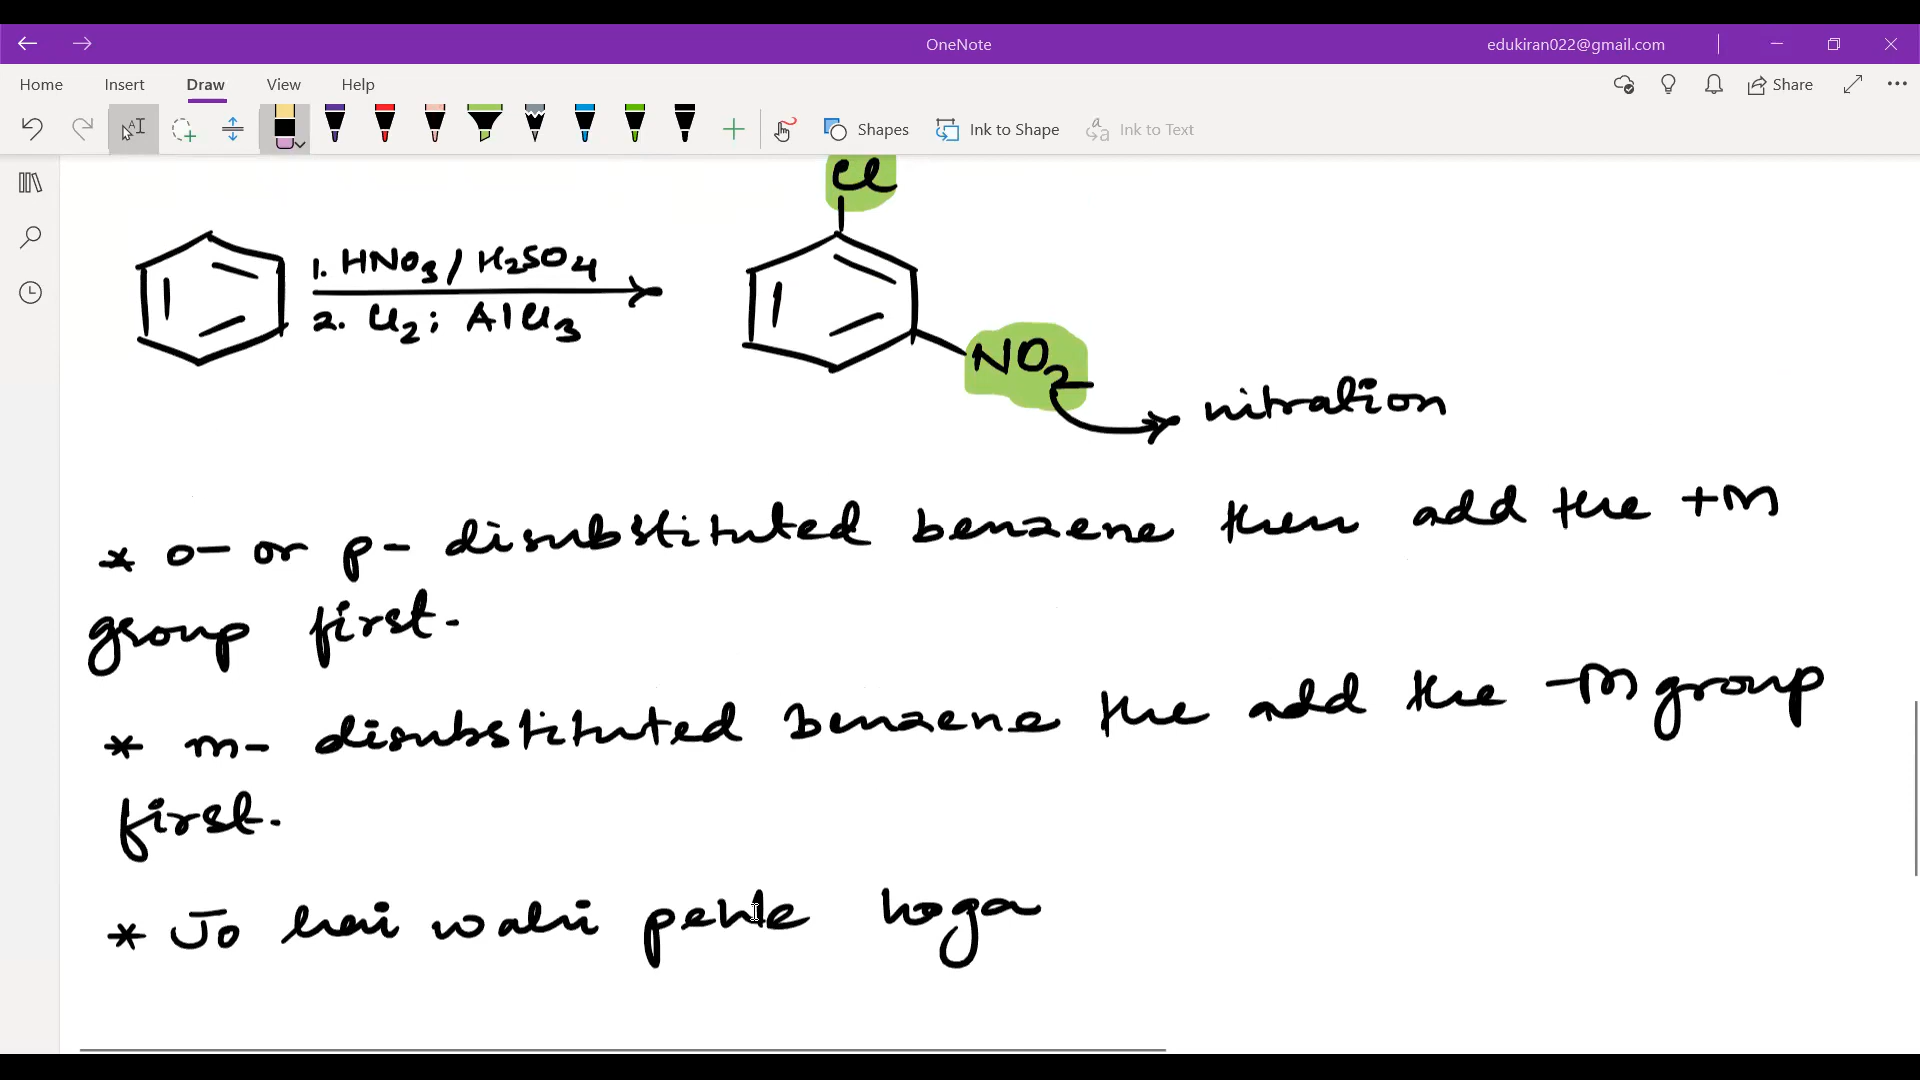 OneNote
edukiran022@gmail.com
Home Insert Draw View Help
Share
Shapes Ink to Shape Ink to Text
Cl
1. HNO3 / H2SO4
2. Cl2 ; AlCl3
NO2
nitration
* o- or p- disubstituted benzene then add the +M
group first.
* m- disubstituted benzene the add the -M group
first.
* Jo hai wahi pehle hoga